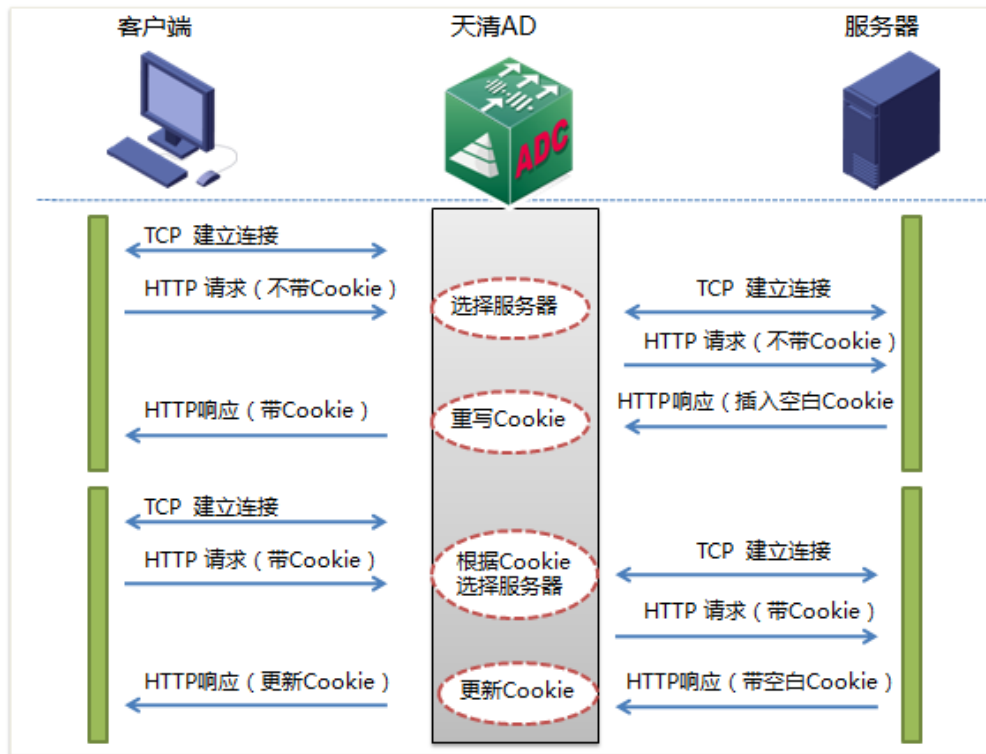 客户端
天清AD
服务器
ADC
TCP 建立连接
HTTP 请求（不带Cookie）
选择服务器
TCP 建立连接
HTTP 请求（不带Cookie）
HTTP响应（插入空白Cookie
重写Cookie
HTTP响应（带Cookie）
TCP 建立连接
HTTP 请求（带Cookie）
根据Cookie
选择服务器
TCP 建立连接
HTTP 请求（带Cookie）
HTTP响应（带空白Cookie）
更新Cookie
HTTP响应（更新Cookie）